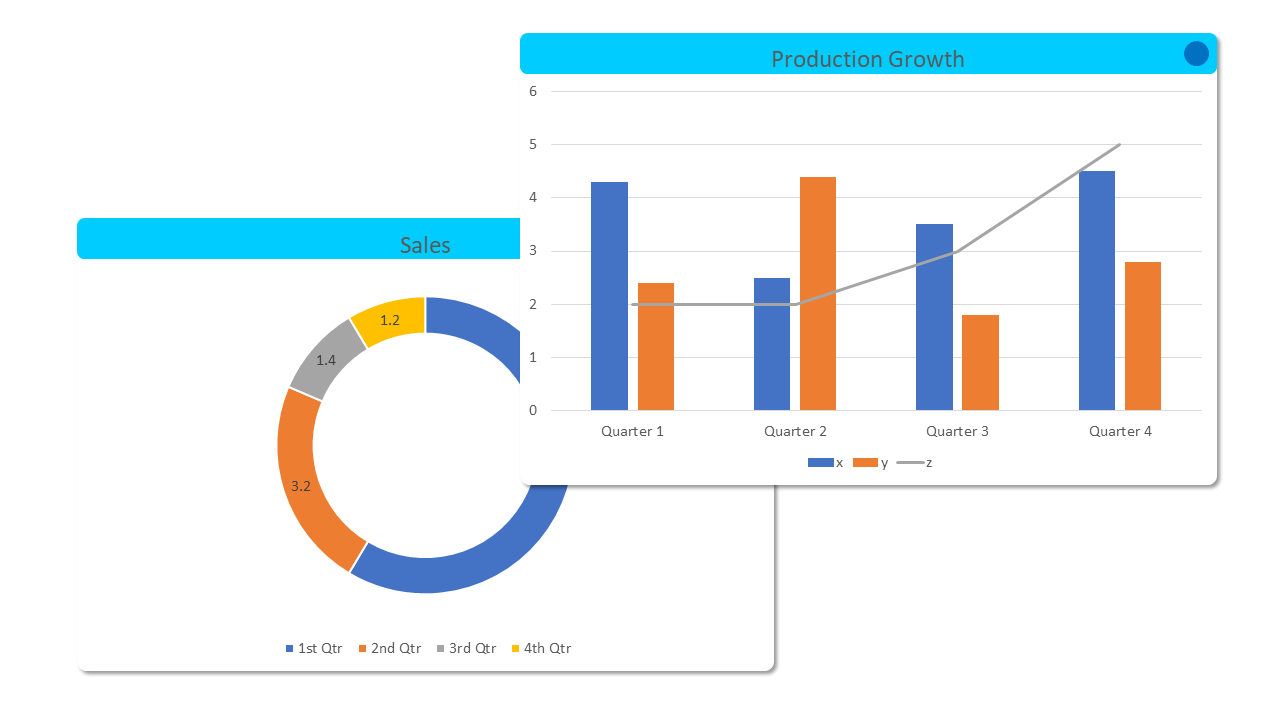 Production Growth
6
5
4
3
2
1
0
Quarter 1 Quarter 2 Quarter 3 Quarter 4
x y z
Sales
1.2
1.4
3.2
1st Qtr 2nd Qtr 3rd Qtr 4th Qtr